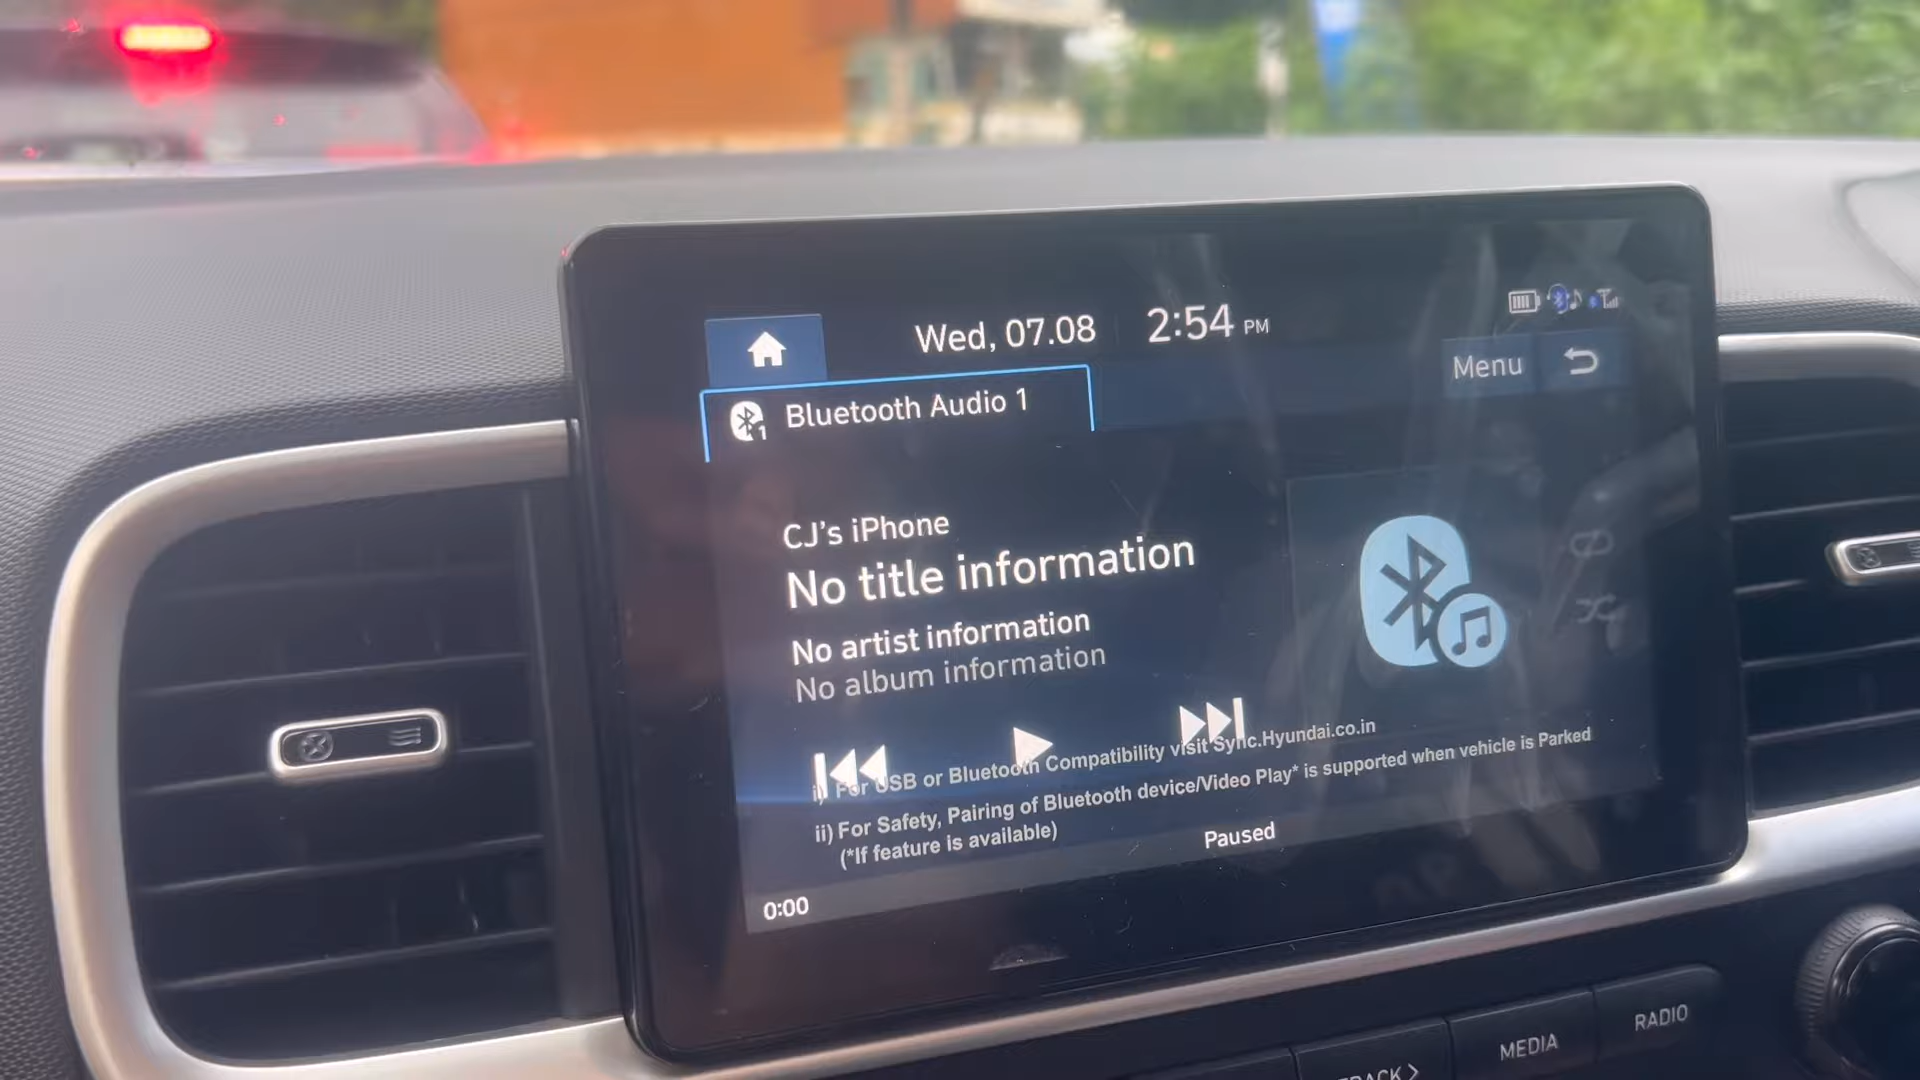 Wed, 07.08 2:54 PM
Menu
Bluetooth Audio 1
CJ's iPhone
No title information
No artist information
No album information
i) For USB or Bluetooth Compatibility visit Sync.Hyundai.co.in
ii) For Safety, Pairing of Bluetooth device/Video Play* is supported when vehicle is Parked
(*If feature is available)
Paused
0:00
RADIO
MEDIA